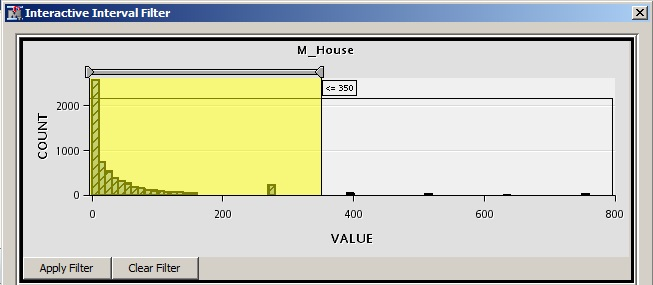 Interactive Interval Filter
M_House
<= 350
COUNT
2000
1000
0
0 200 400 600 800
VALUE
Apply Filter Clear Filter